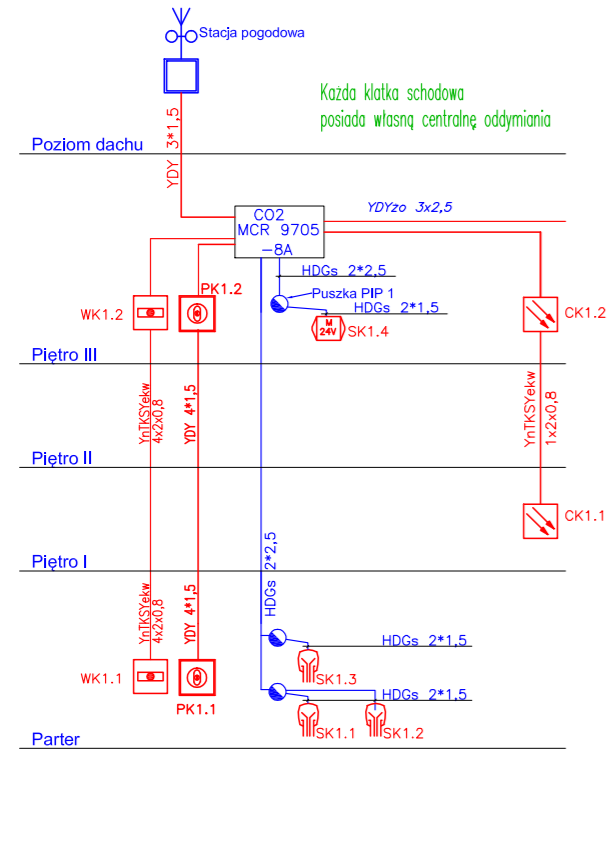 Stacja pogodowa
Każda klatka schodowa
posiada własną centralnę oddymiania
YDY 3*1,5
Poziom dachu
CO2
MCR 9705
-8A
YDYżo 3x2,5
HDGs 2*2,5
PK1.2
Puszka PIP 1
HDGs 2*1,5
WK1.2
M
24V
SK1.4
CK1.2
Piętro III
YnTKSYekw
4x2x0,8
YDY 4*1,5
YnTKSYekw
1x2x0,8
Piętro II
CK1.1
HDGs 2*2,5
Piętro I
YnTKSYekw
4x2x0,8
YDY 4*1,5
HDGs 2*1,5
WK1.1
SK1.3
HDGs 2*1,5
PK1.1
SK1.1
SK1.2
Parter